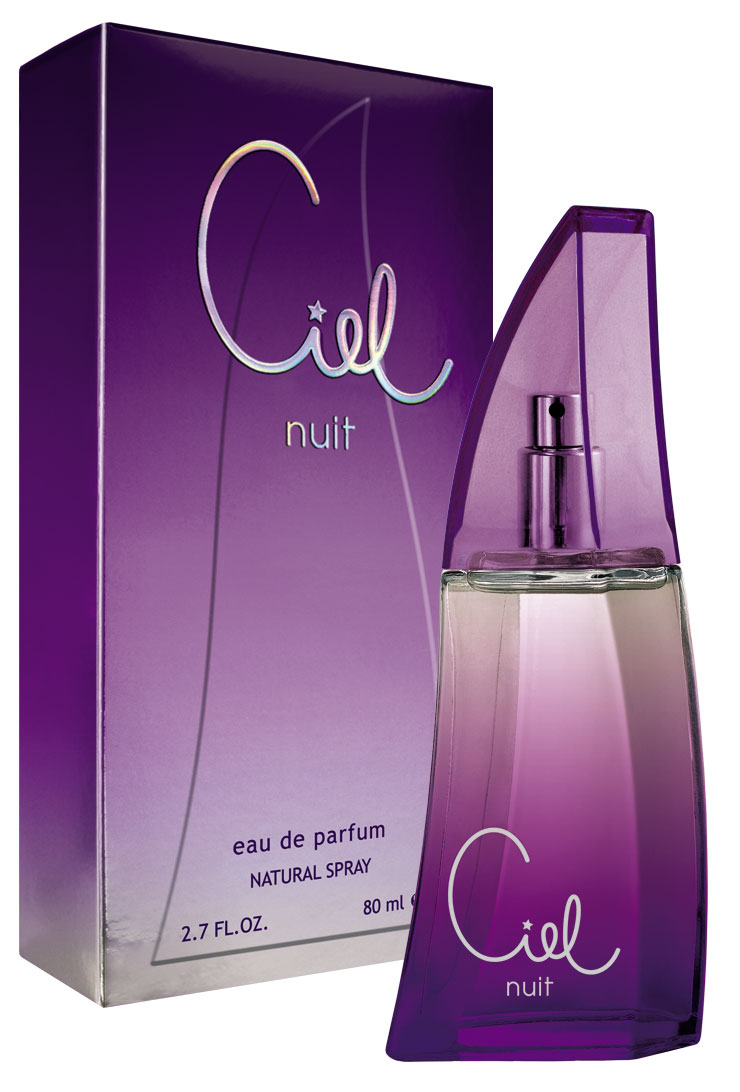 Ciel
nuit
eau de parfum
NATURAL SPRAY
80 ml
2.7 FL.OZ.
Ciel
nuit